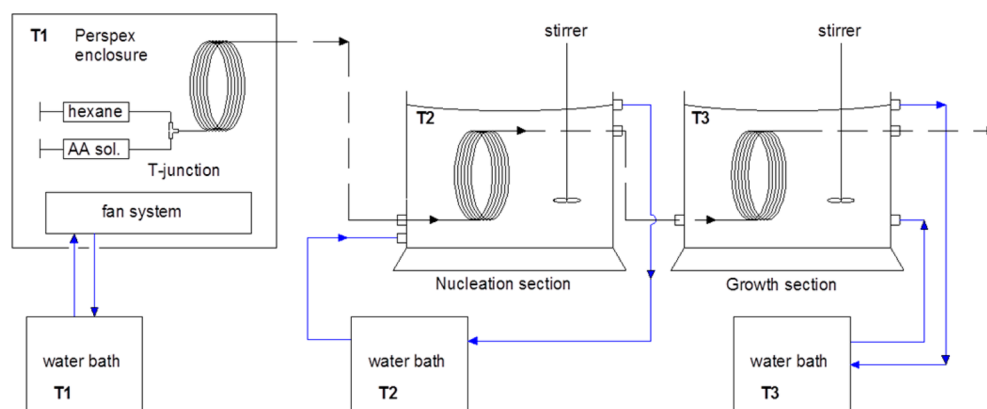 T1 Perspex
enclosure
hexane
AA sol.
T-junction
fan system
water bath
T1
stirrer
T2
Nucleation section
water bath
T2
stirrer
T3
Growth section
water bath
T3